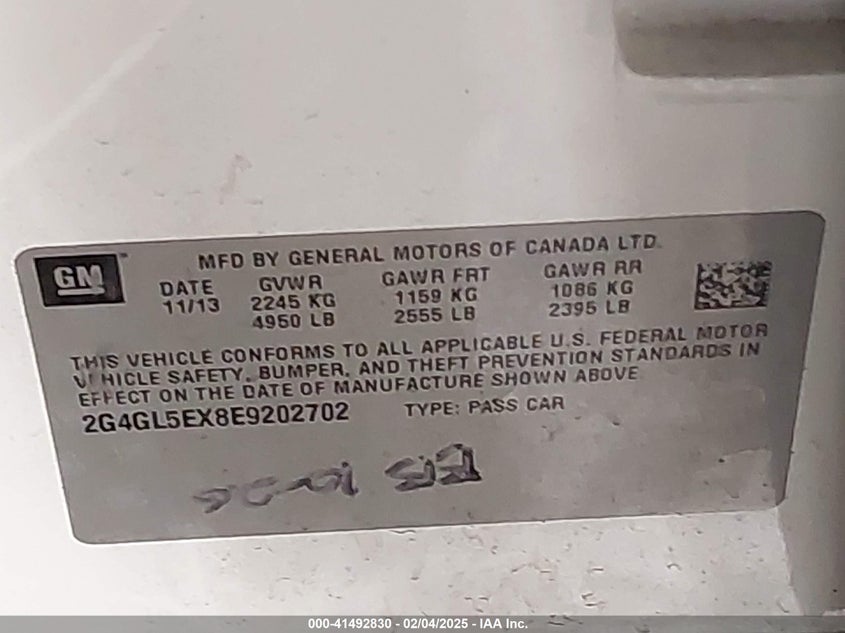 MFD BY GENERAL MOTORS OF CANADA LTD.
GM
DATE GVWR GAWR FRT GAWR RR
11/13 2245 KG 1159 KG 1086 KG
4950 LB 2555 LB 2395 LB
THIS VEHICLE CONFORMS TO ALL APPLICABLE U.S. FEDERAL MOTOR
VEHICLE SAFETY, BUMPER, AND THEFT PREVENTION STANDARDS IN
EFFECT ON THE DATE OF MANUFACTURE SHOWN ABOVE
2G4GL5EX8E9202702 TYPE: PASS CAR
000-41492830 - 02/04/2025 - IAA Inc.